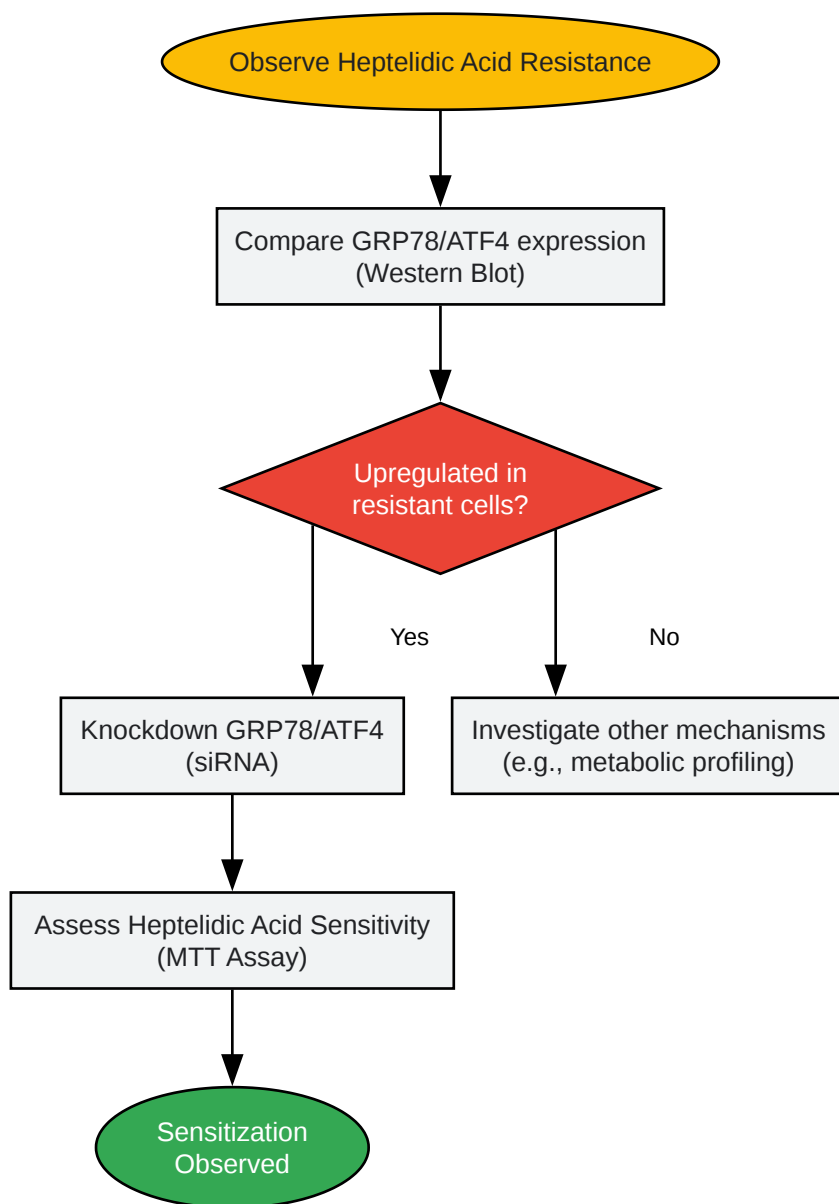 Observe Heptelidic Acid Resistance
Compare GRP78/ATF4 expression
(Western Blot)
Upregulated in
resistant cells?
Yes
No
Knockdown GRP78/ATF4
(siRNA)
Investigate other mechanisms
(e.g., metabolic profiling)
Assess Heptelidic Acid Sensitivity
(MTT Assay)
Sensitization
Observed